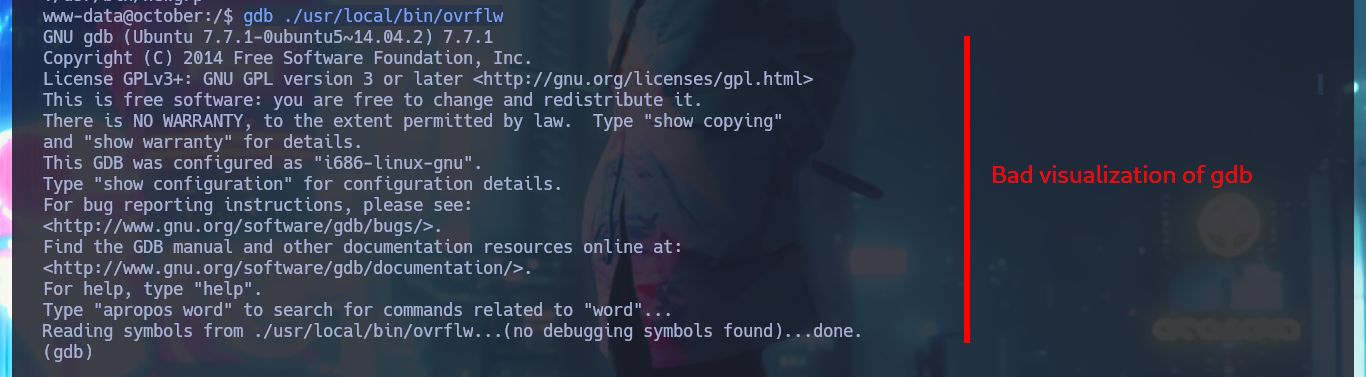 www-data@october:/$ gdb ./usr/local/bin/ovrflw
GNU gdb (Ubuntu 7.7.1-0ubuntu5~14.04.2) 7.7.1
Copyright (C) 2014 Free Software Foundation, Inc.
License GPLv3+: GNU GPL version 3 or later <http://gnu.org/licenses/gpl.html>
This is free software: you are free to change and redistribute it.
There is NO WARRANTY, to the extent permitted by law.  Type "show copying"
and "show warranty" for details.
This GDB was configured as "i686-linux-gnu".
Type "show configuration" for configuration details.
For bug reporting instructions, please see:
<http://www.gnu.org/software/gdb/bugs/>.
Find the GDB manual and other documentation resources online at:
<http://www.gnu.org/software/gdb/documentation/>.
For help, type "help".
Type "apropos word" to search for commands related to "word"...
Reading symbols from ./usr/local/bin/ovrflw...(no debugging symbols found)...done.
(gdb)
Bad visualization of gdb